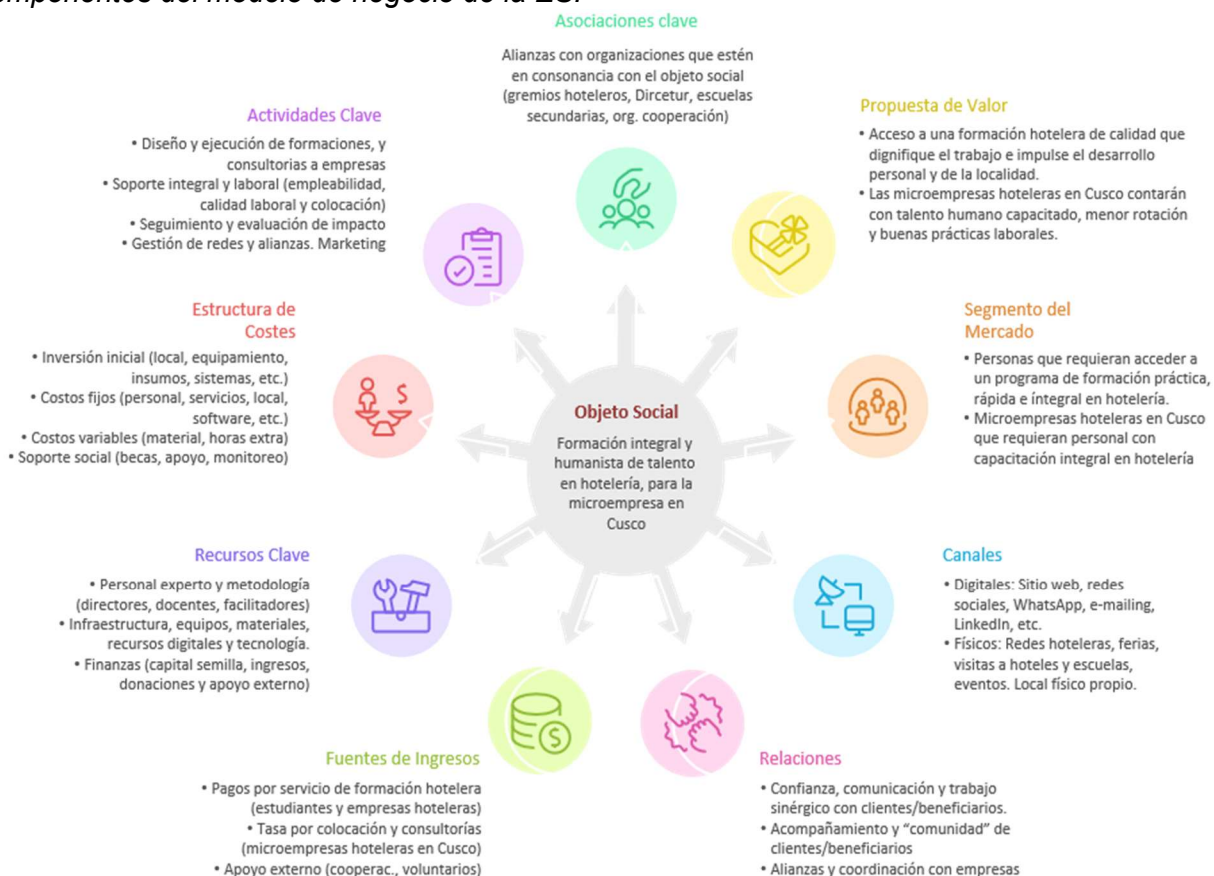 omponentes del modelo de negocio de la ES.
Asociaciones clave
Alianzas con organizaciones que estén
en consonancia con el objeto social
(gremios hoteleros, Dircetur, escuelas
secundarias, org. cooperación)
Actividades Clave
• Diseño y ejecución de formaciones, y
consultorias a empresas
• Soporte integral y laboral (empleabilidad,
calidad laboral y colocación)
• Seguimiento y evaluación de impacto
• Gestión de redes y alianzas. Marketing
Propuesta de Valor
• Acceso a una formación hotelera de calidad que
dignifique el trabajo e impulse el desarrollo
personal y de la localidad.
• Las microempresas hoteleras en Cusco contarán
con talento humano capacitado, menor rotación
y buenas prácticas laborales.
Estructura de
Costes
• Inversión inicial (local, equipamiento,
insumos, sistemas, etc.)
• Costos fijos (personal, servicios, local,
software, etc.)
• Costos variables (material, horas extra)
• Soporte social (becas, apoyo, monitoreo)
Segmento del
Mercado
• Personas que requieran acceder a
un programa de formación práctica,
rápida e íntegral en hotelería.
• Microempresas hoteleras en Cusco
que requieran personal con
capacitación integral en hotelería
Objeto Social
Formación integral y
humanista de talento
en hotelería, para la
microempresa en
Cusco
Recursos Clave
• Personal experto y metodología
(directores, docentes, facilitadores)
• Infraestructura, equipos, materiales,
recursos digitales y tecnología.
• Finanzas (capital semilla, ingresos,
donaciones y apoyo externo)
Canales
• Digitales: Sitio web, redes
sociales, WhatsApp, e-mailing,
LinkedIn, etc.
• Físicos: Redes hoteleras, ferias,
visitas a hoteles y escuelas,
eventos. Local físico propio.
Fuentes de Ingresos
• Pagos por servicio de formación hotelera
(estudiantes y empresas hoteleras)
• Tasa por colocación y consultorías
(microempresas hoteleras en Cusco)
• Apoyo externo (cooperac., voluntarios)
Relaciones
• Confianza, comunicación y trabajo
sinérgico con clientes/beneficiarios.
• Acompañamiento y “comunidad” de
clientes/beneficiarios
• Alianzas y coordinación con empresas